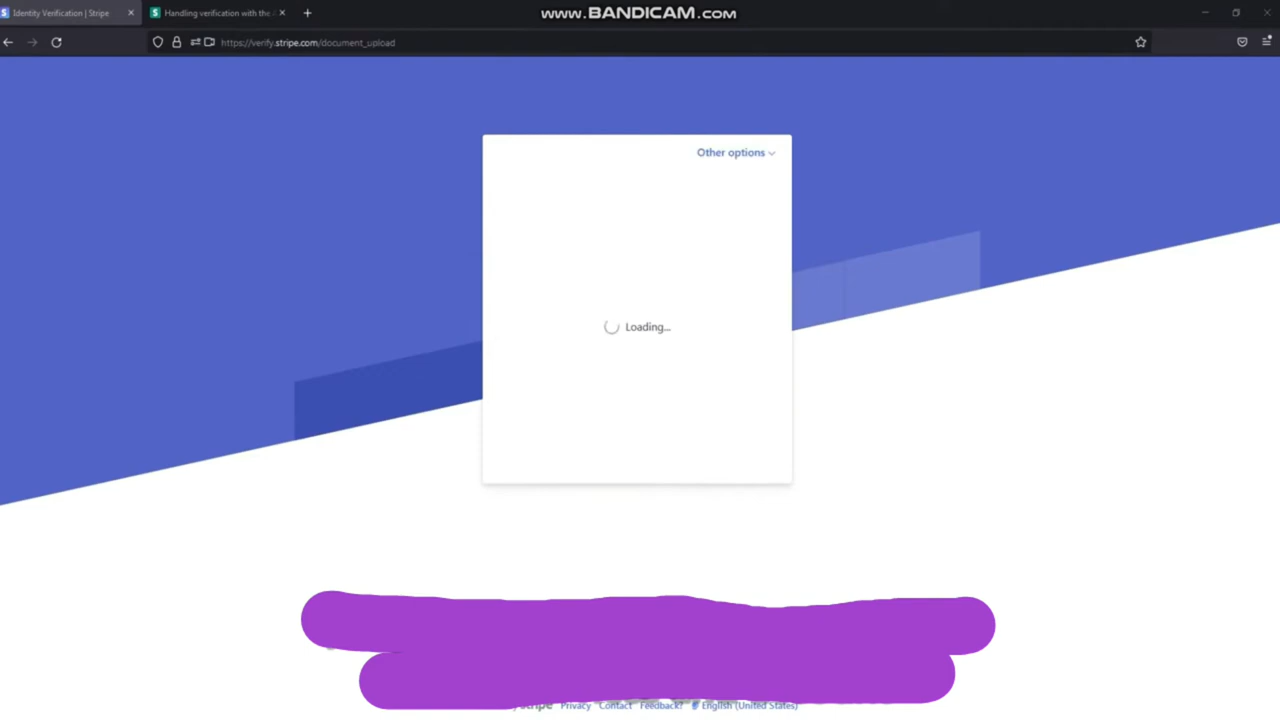 Identity Verification | Stripe
Handling verification with the
www.BANDICAM.com
https://verify.stripe.com/document_upload
Other options
Loading...
Stripe Privacy Contact Feedback? English (United States)